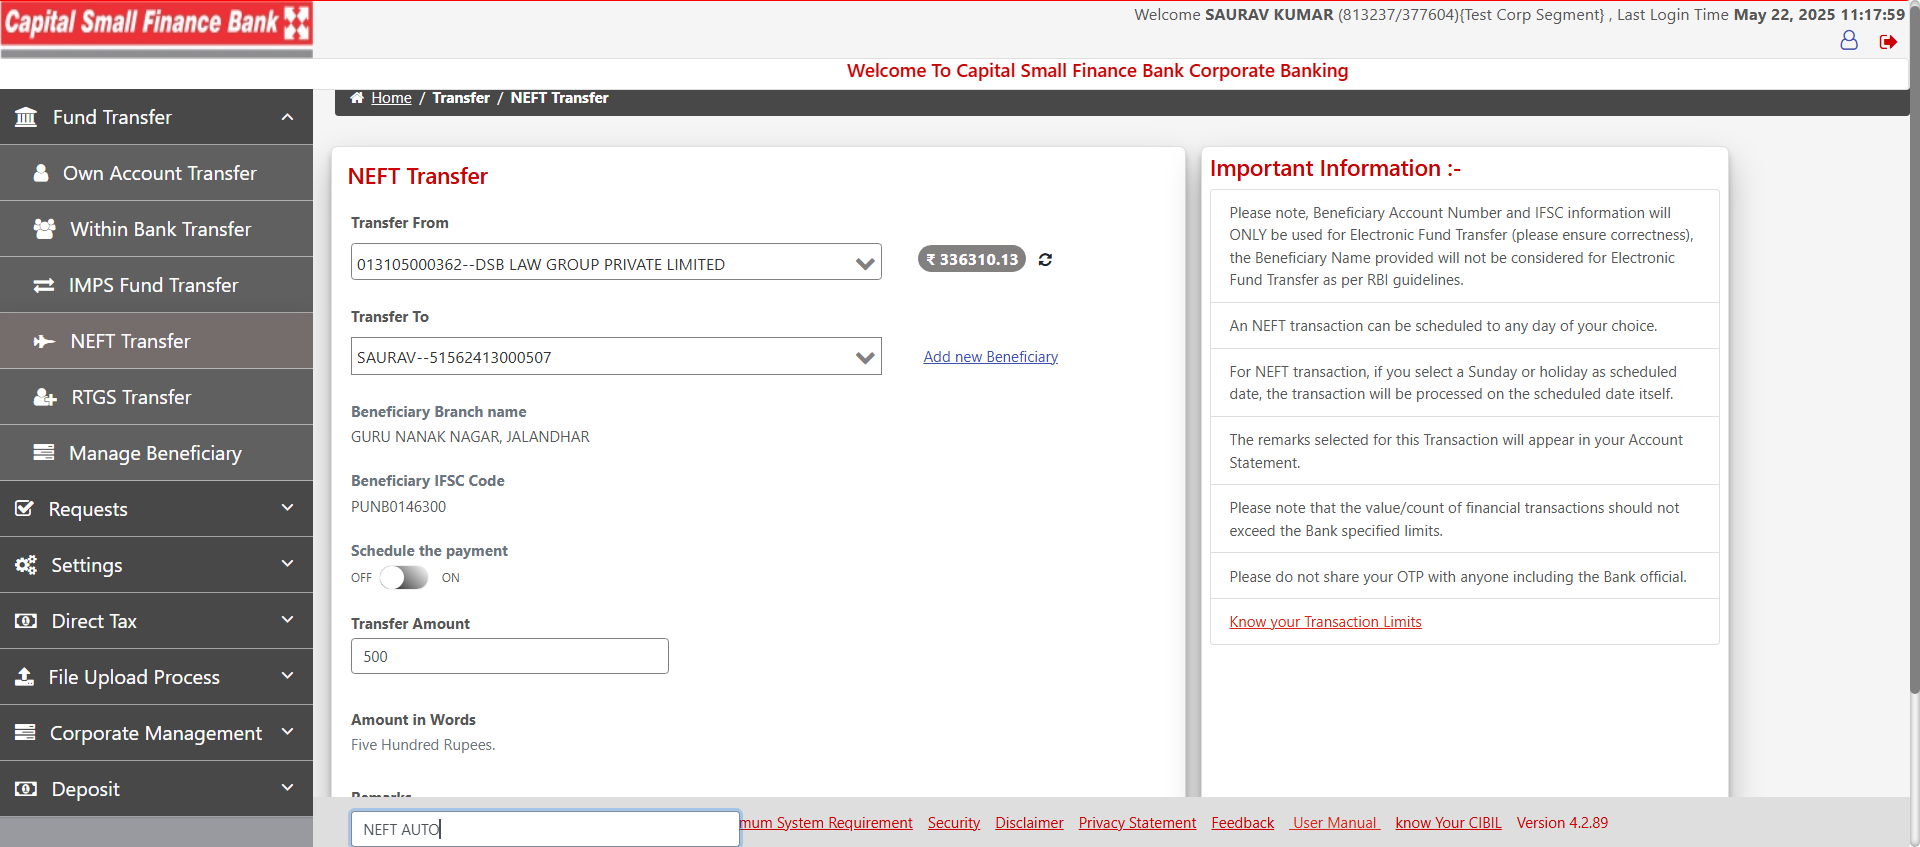 Capital Small Finance Bank
Welcome SAURAV KUMAR (813237/377604){Test Corp Segment} , Last Login Time May 22, 2025 11:17:59
Welcome To Capital Small Finance Bank Corporate Banking
Home / Transfer / NEFT Transfer
Fund Transfer
Own Account Transfer
Within Bank Transfer
IMPS Fund Transfer
NEFT Transfer
RTGS Transfer
Manage Beneficiary
Requests
Settings
Direct Tax
File Upload Process
Corporate Management
Deposit
NEFT Transfer
Transfer From
013105000362--DSB LAW GROUP PRIVATE LIMITED
₹ 336310.13
Transfer To
SAURAV--51562413000507
Add new Beneficiary
Beneficiary Branch name
GURU NANAK NAGAR, JALANDHAR
Beneficiary IFSC Code
PUNB0146300
Schedule the payment
OFF ON
Transfer Amount
500
Amount in Words
Five Hundred Rupees.
Remarks
NEFT AUTO
Important Information :-
Please note, Beneficiary Account Number and IFSC information will
ONLY be used for Electronic Fund Transfer (please ensure correctness),
the Beneficiary Name provided will not be considered for Electronic
Fund Transfer as per RBI guidelines.
An NEFT transaction can be scheduled to any day of your choice.
For NEFT transaction, if you select a Sunday or holiday as scheduled
date, the transaction will be processed on the scheduled date itself.
The remarks selected for this Transaction will appear in your Account
Statement.
Please note that the value/count of financial transactions should not
exceed the Bank specified limits.
Please do not share your OTP with anyone including the Bank official.
Know your Transaction Limits
mum System Requirement Security Disclaimer Privacy Statement Feedback User Manual know Your CIBIL Version 4.2.89